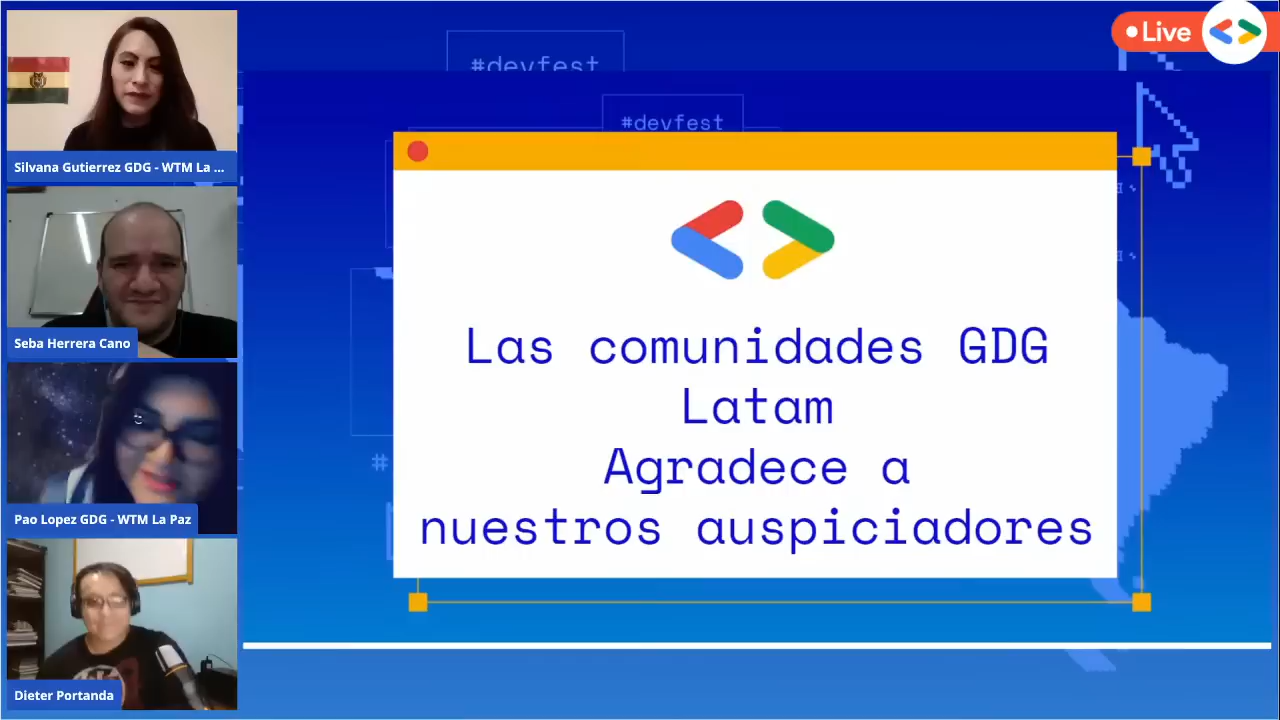 Live
#devfest
#devfest
Silvana Gutierrez GDG - WTM La ...
Seba Herrera Cano
Pao Lopez GDG - WTM La Paz
Dieter Portanda
Las comunidades GDG
Latam
Agradece a
nuestros auspiciadores
#